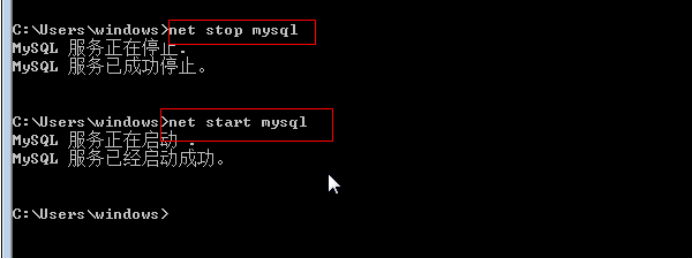 C:\Users\windows>net stop mysql
MySQL 服务正在停止.
MySQL 服务已成功停止。
C:\Users\windows>net start mysql
MySQL 服务正在启动 .
MySQL 服务已经启动成功。
C:\Users\windows>